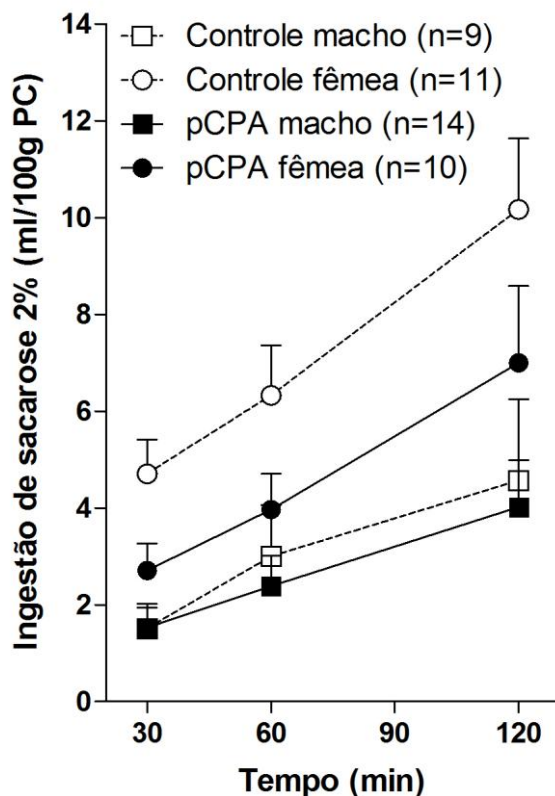 14
12
10
8
6
4
2
0
Controle macho (n=9)
Controle fêmea (n=11)
pCPA macho (n=14)
pCPA fêmea (n=10)
Ingestão de sacarose 2% (ml/100g PC)
30
60
90
120
Tempo (min)